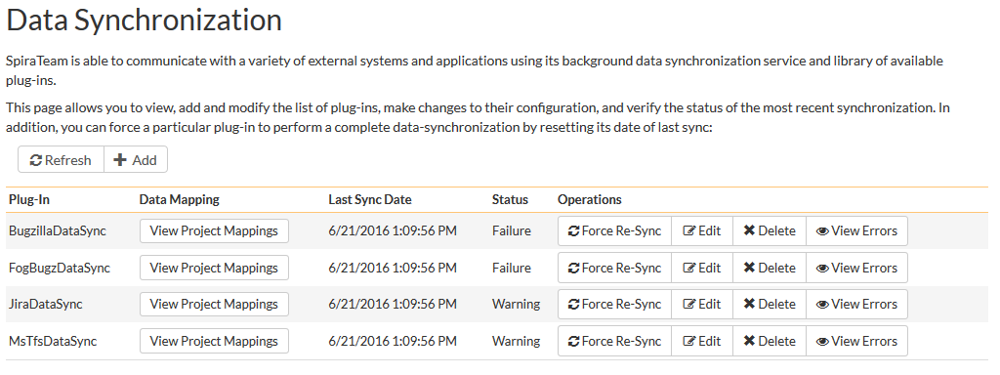 Data Synchronization
SpiraTeam is able to communicate with a variety of external systems and applications using its background data synchronization service and library of available
plug-ins.
This page allows you to view, add and modify the list of plug-ins, make changes to their configuration, and verify the status of the most recent synchronization. In
addition, you can force a particular plug-in to perform a complete data-synchronization by resetting its date of last sync:
Refresh Add
Plug-In Data Mapping Last Sync Date Status Operations
BugzillaDataSync View Project Mappings 6/21/2016 1:09:56 PM Failure Force Re-Sync Edit Delete View Errors
FogBugzDataSync View Project Mappings 6/21/2016 1:09:56 PM Failure Force Re-Sync Edit Delete View Errors
JiraDataSync View Project Mappings 6/21/2016 1:09:56 PM Warning Force Re-Sync Edit Delete View Errors
MsTfsDataSync View Project Mappings 6/21/2016 1:09:56 PM Warning Force Re-Sync Edit Delete View Errors